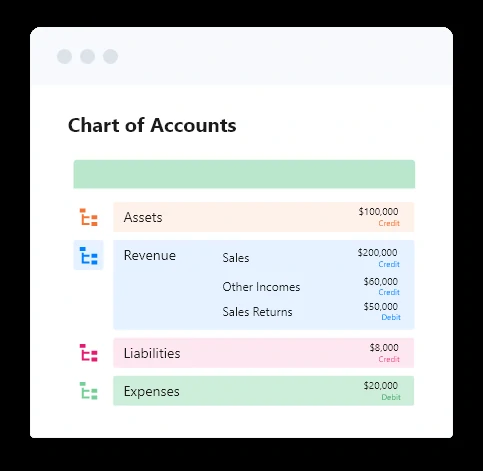 Chart of Accounts
Assets $100,000
Credit
Revenue Sales $200,000
Credit
Other Incomes $60,000
Credit
Sales Returns $50,000
Debit
Liabilities $8,000
Credit
Expenses $20,000
Debit